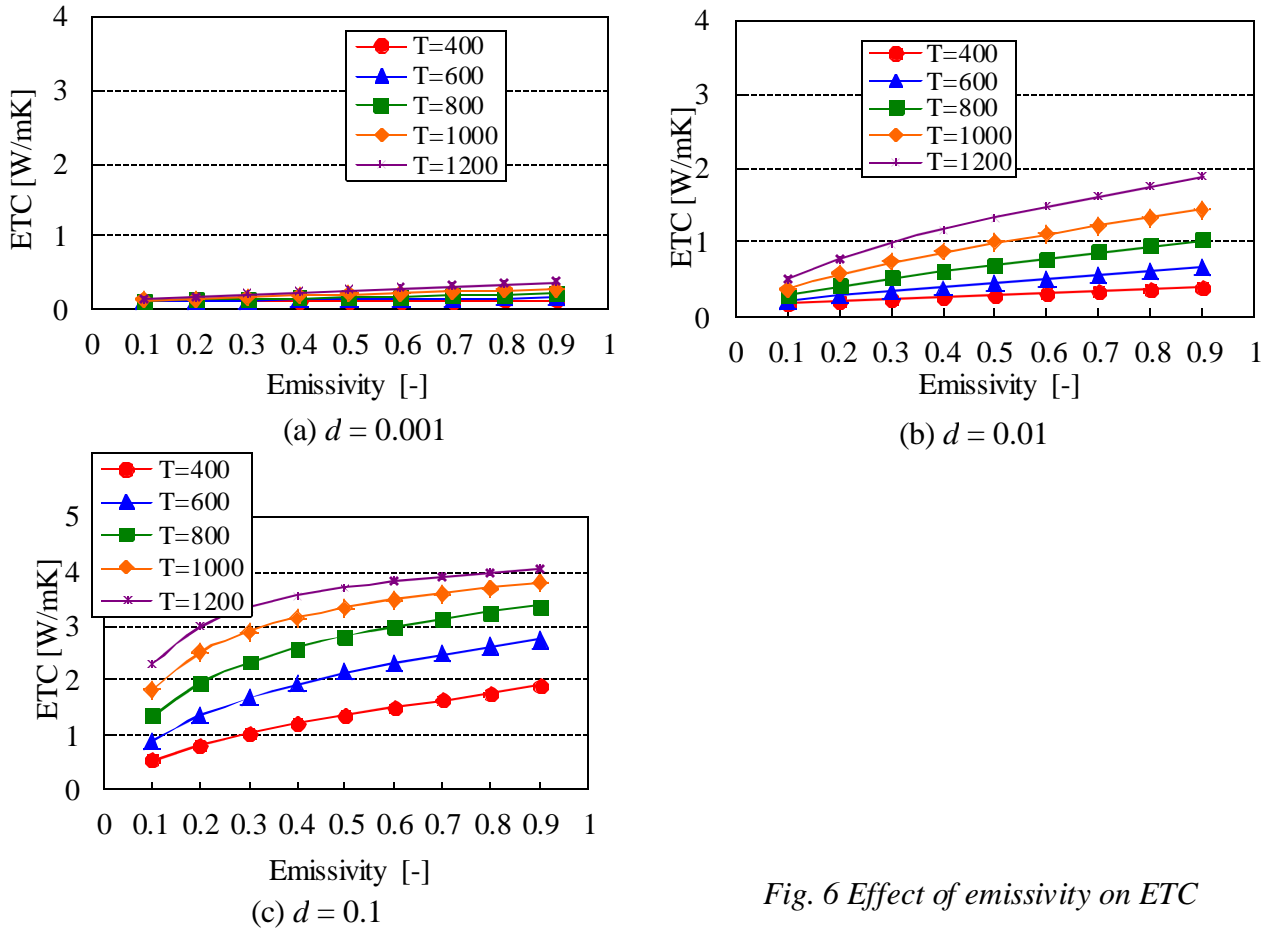 4
3
2
1
0
ETC [W/mK]
T=400
T=600
T=800
T=1000
T=1200
0 0.1 0.2 0.3 0.4 0.5 0.6 0.7 0.8 0.9 1
Emissivity [-]
(a) d = 0.001
4
3
2
1
0
ETC [W/mK]
T=400
T=600
T=800
T=1000
T=1200
0 0.1 0.2 0.3 0.4 0.5 0.6 0.7 0.8 0.9 1
Emissivity [-]
(b) d = 0.01
T=400
T=600
T=800
T=1000
T=1200
5
4
3
2
1
0
ETC [W/mK]
0 0.1 0.2 0.3 0.4 0.5 0.6 0.7 0.8 0.9 1
Emissivity [-]
(c) d = 0.1
Fig. 6 Effect of emissivity on ETC